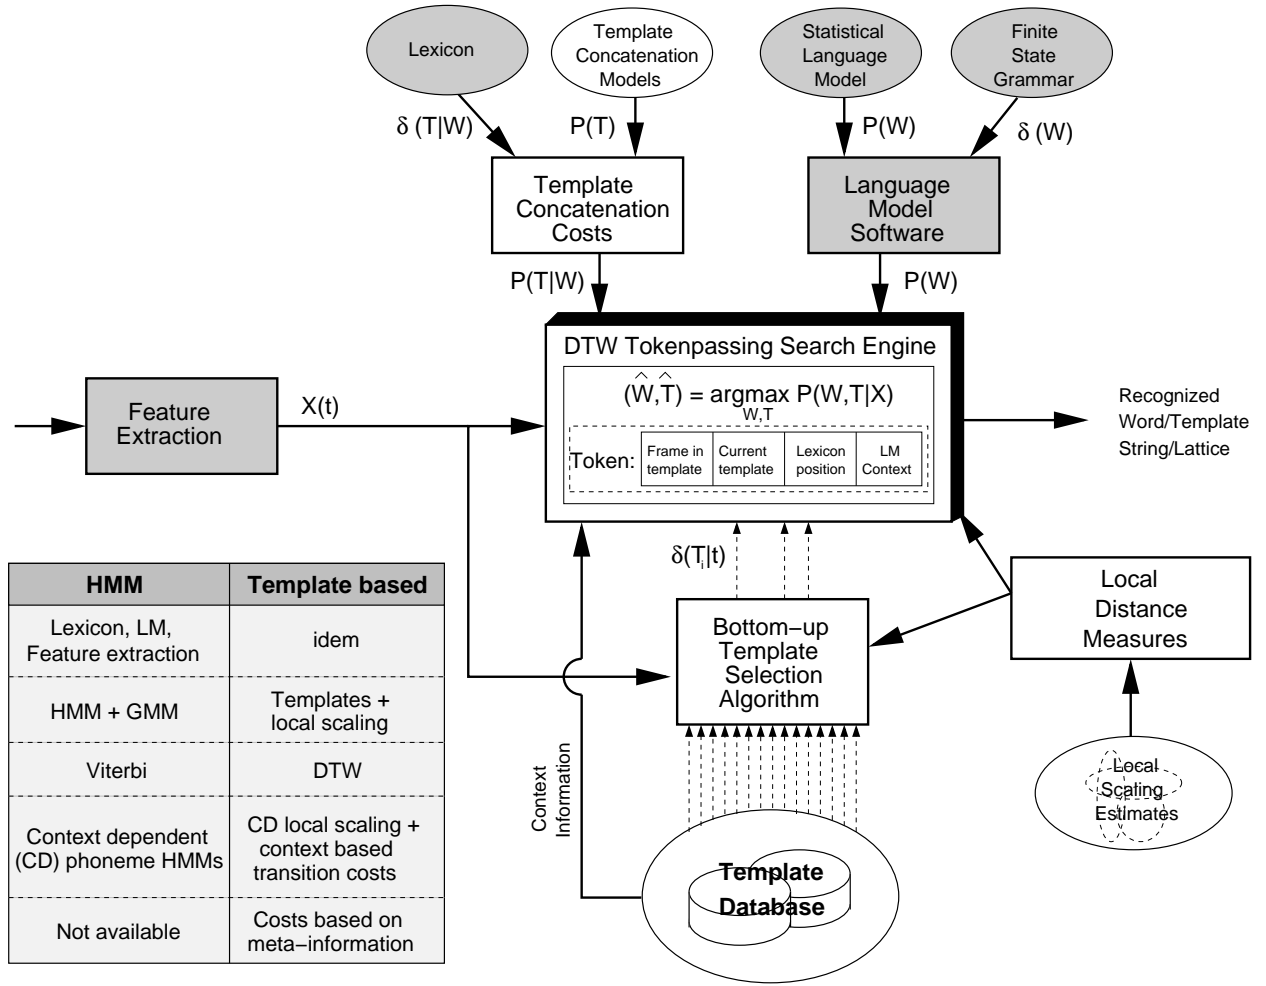 Lexicon
Template
Concatenation
Models
Statistical
Language
Model
Finite
State
Grammar
δ (T|W)
P(T)
P(W)
δ (W)
Template
Concatenation
Costs
Language
Model
Software
P(T|W)
P(W)
DTW Tokenpassing Search Engine
(Ŵ,T̂) = argmax P(W,T|X)
W,T
Token:
Frame in
template
Current
template
Lexicon
position
LM
Context
Feature
Extraction
X(t)
Recognized
Word/Template
String/Lattice
δ(Tᵢ|t)
Bottom−up
Template
Selection
Algorithm
Local
Distance
Measures
Local
Scaling
Estimates
Context
Information
Template
Database
HMM Template based
Lexicon, LM,
Feature extraction
idem
HMM + GMM
Templates +
local scaling
Viterbi
DTW
Context dependent
(CD) phoneme HMMs
CD local scaling +
context based
transition costs
Not available
Costs based on
meta−information